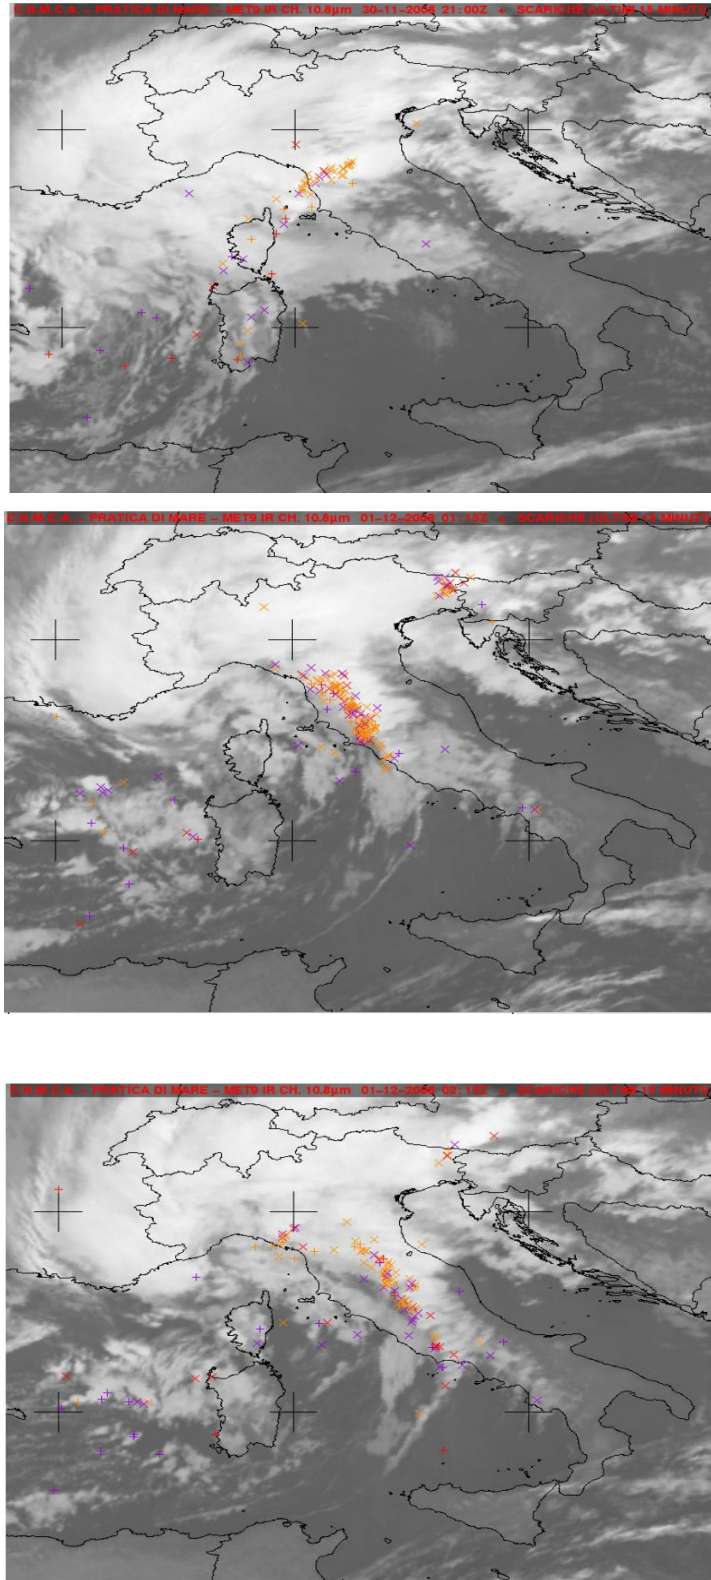 C.N.M.C.A. – PRATICA DI MARE – MET9 IR CH. 10.8µm 30–11–2008 21:00Z + SCARICHE (ULTIMI 15 MINUTI)
C.N.M.C.A. – PRATICA DI MARE – MET9 IR CH. 10.8µm 01–12–2008 01:15Z + SCARICHE (ULTIMI 15 MINUTI)
C.N.M.C.A. – PRATICA DI MARE – MET9 IR CH. 10.8µm 01–12–2008 02:15Z + SCARICHE (ULTIMI 15 MINUTI)